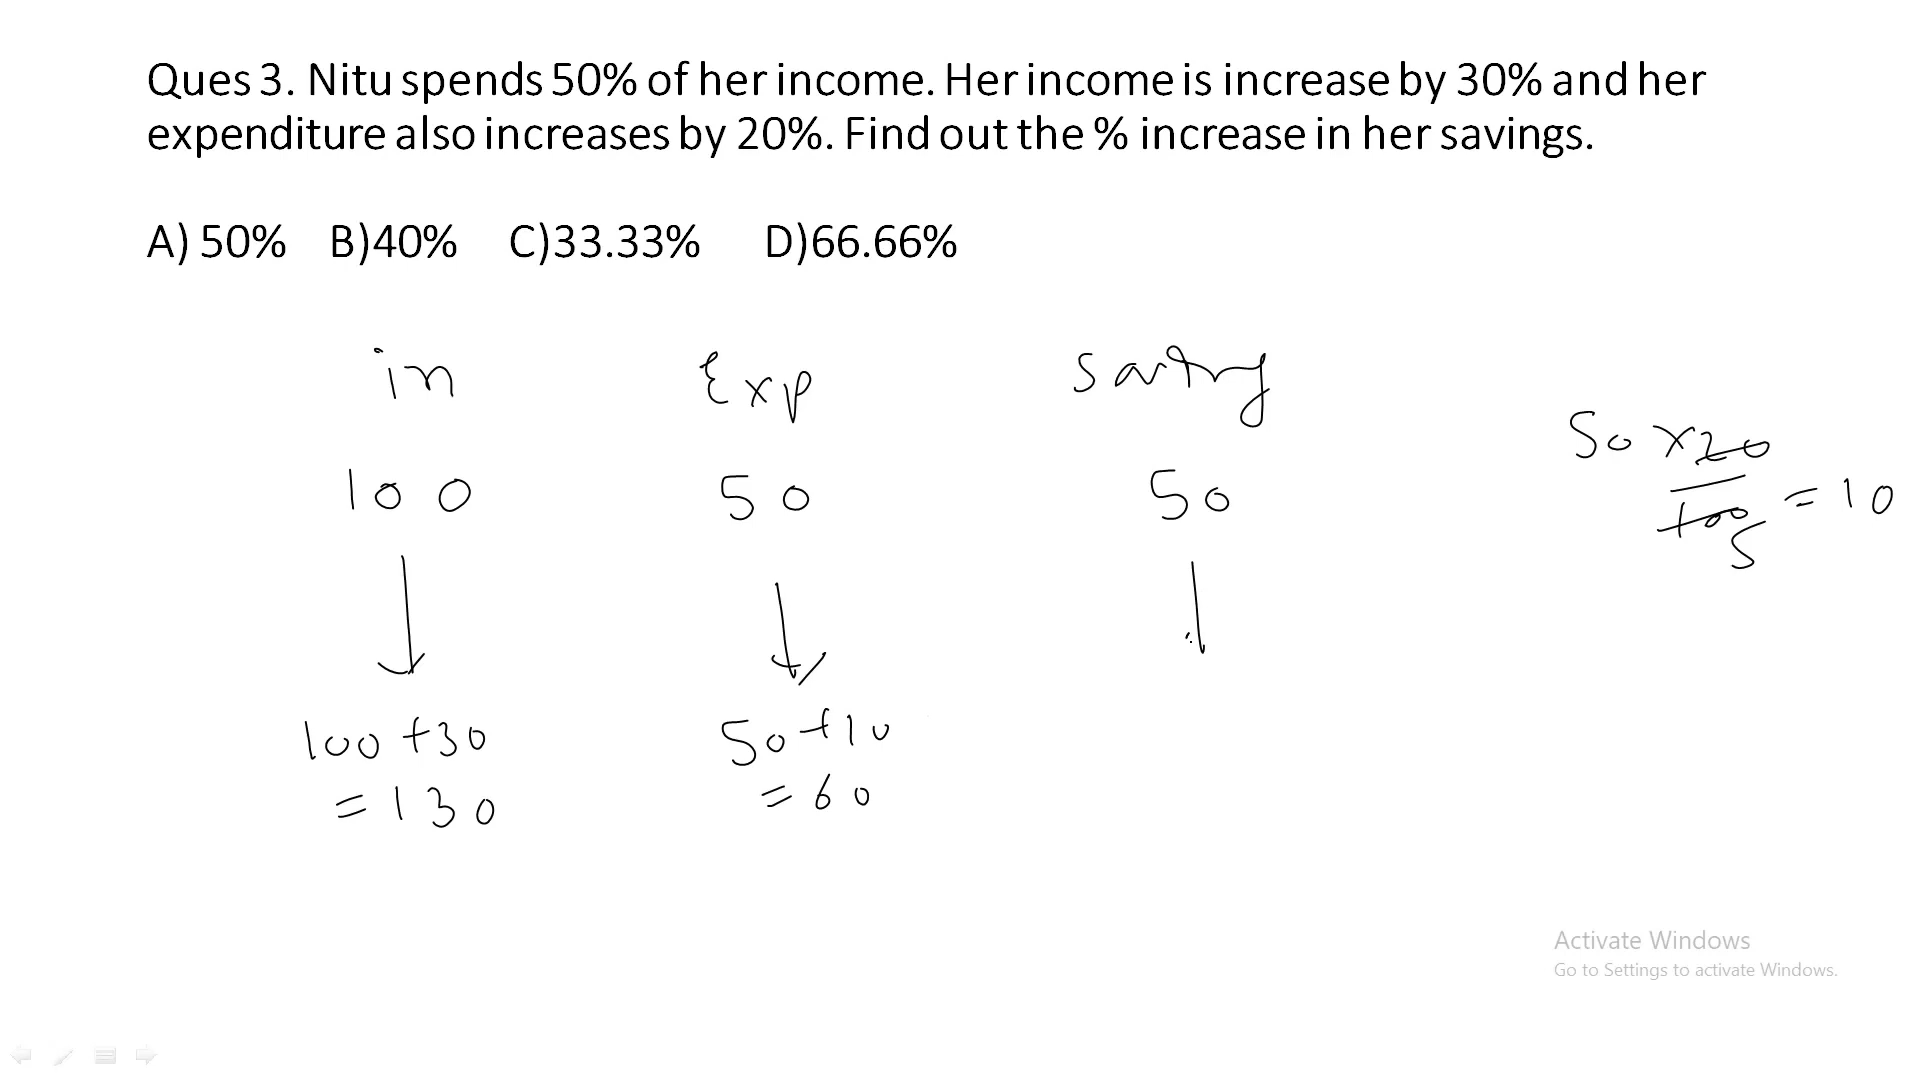 Ques 3. Nitu spends 50% of her income. Her income is increase by 30% and her
expenditure also increases by 20%. Find out the % increase in her savings.
A) 50% B)40% C)33.33% D)66.66%
in Exp saving
100 50 50
50 x 20
100 = 10
5
100 + 30 50 + 10
= 130 = 60
Activate Windows
Go to Settings to activate Windows.